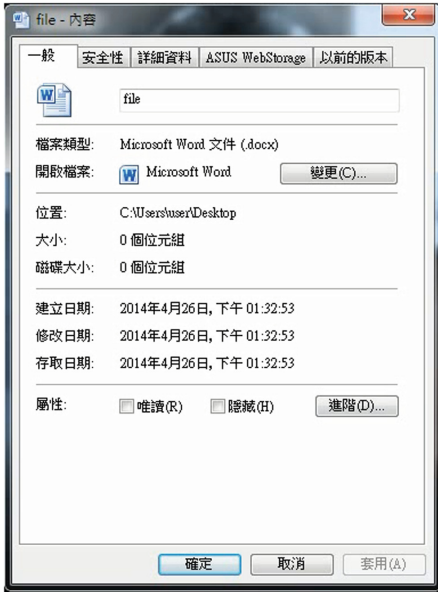 file - 內容
一般 安全性 詳細資料 ASUS WebStorage 以前的版本
file
檔案類型: Microsoft Word 文件 (.docx)
開啟檔案: Microsoft Word 變更(C)...
位置: C:\Users\user\Desktop
大小: 0 個位元組
磁碟大小: 0 個位元組
建立日期: 2014年4月26日, 下午 01:32:53
修改日期: 2014年4月26日, 下午 01:32:53
存取日期: 2014年4月26日, 下午 01:32:53
屬性: 唯讀(R) 隱藏(H) 進階(D)...
確定 取消 套用(A)